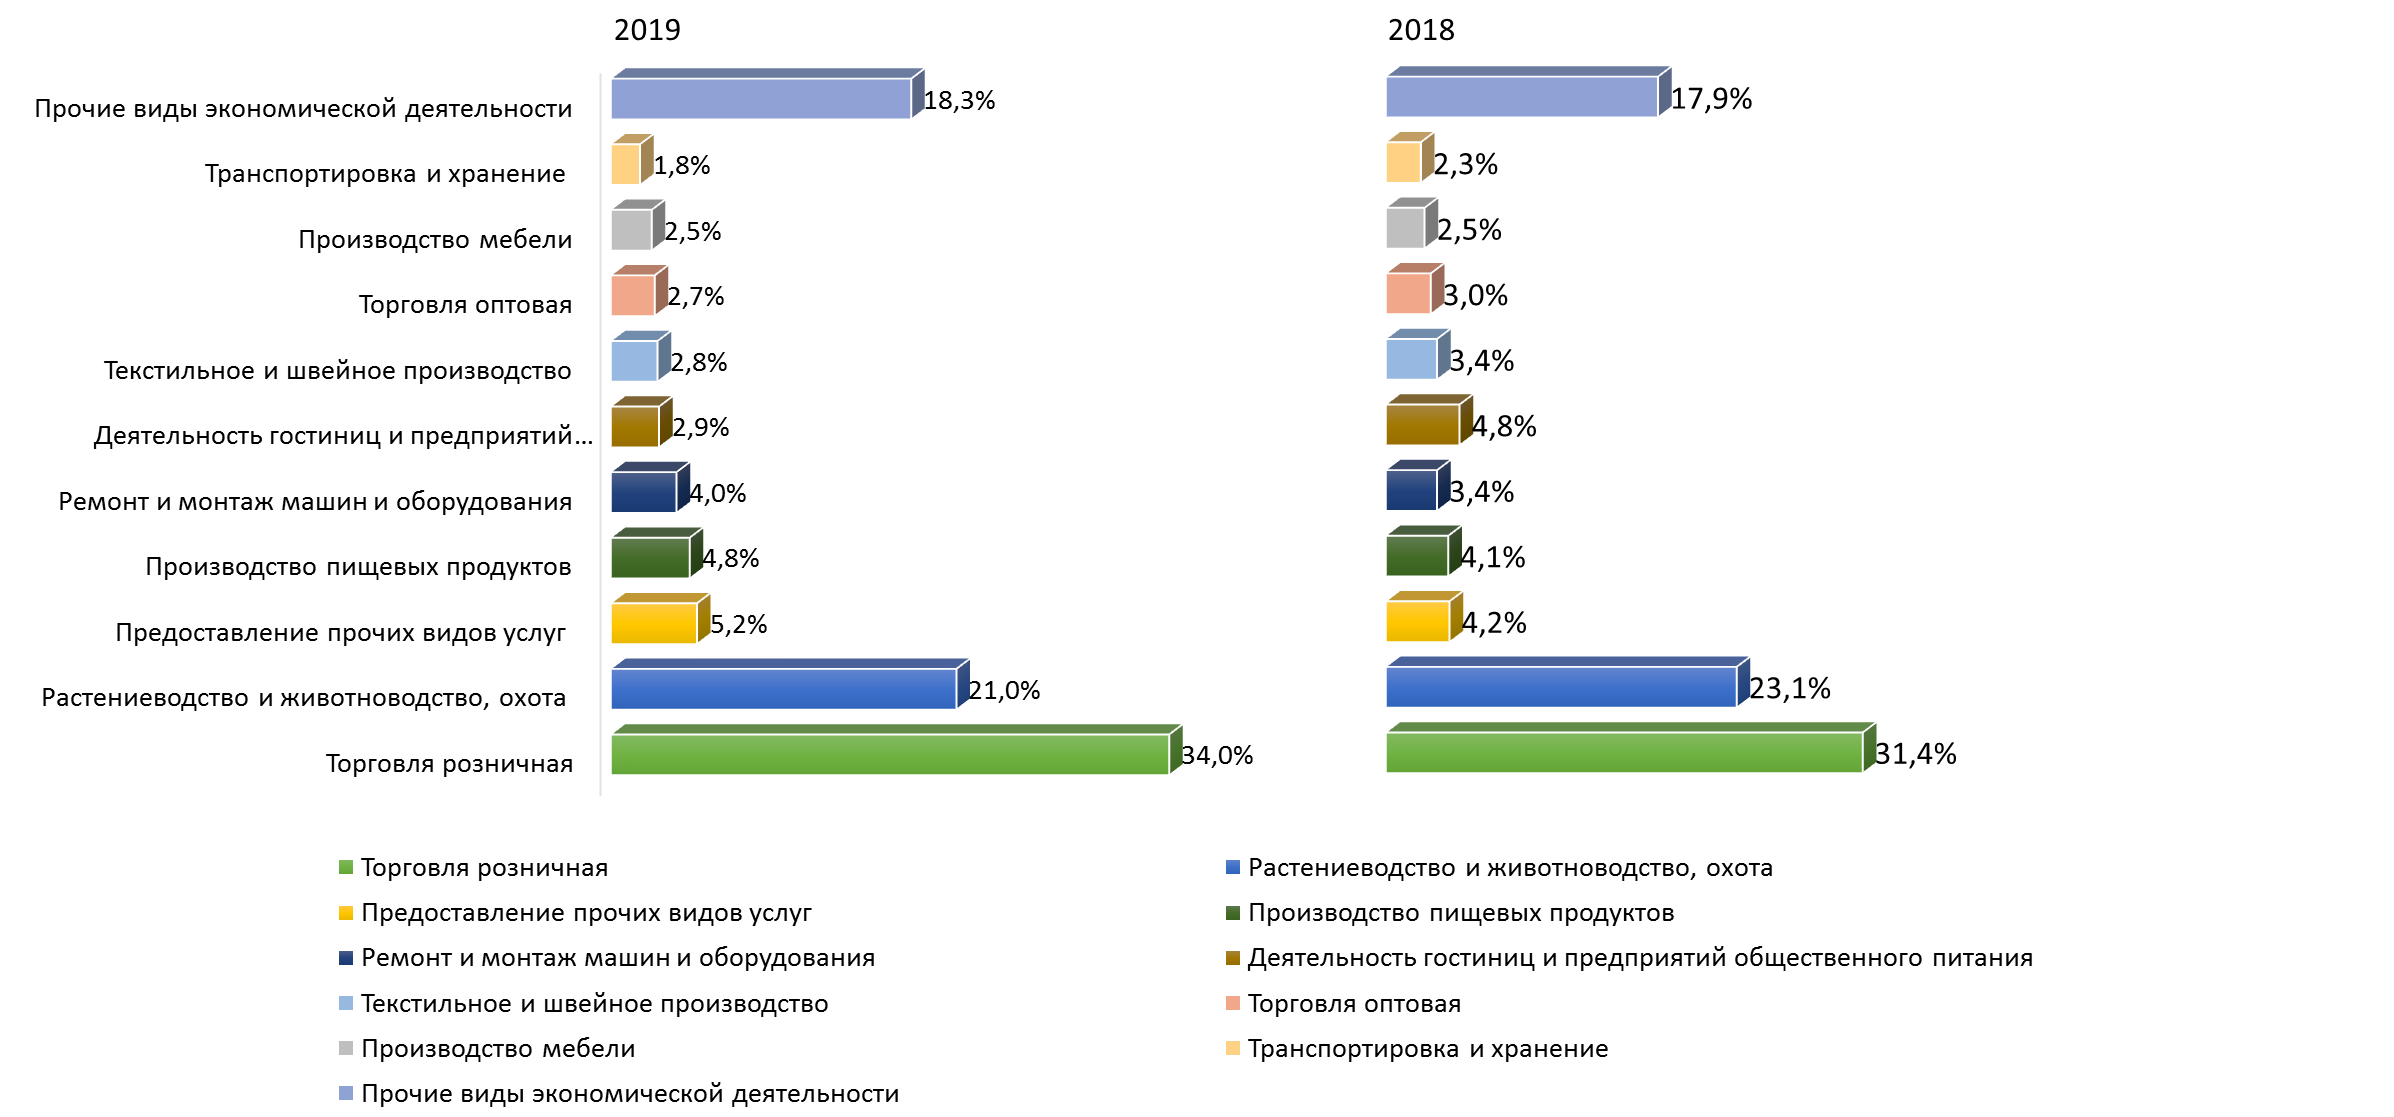 2019 2018
Прочие виды экономической деятельности 18,3% 17,9%
Транспортировка и хранение 1,8% 2,3%
Производство мебели 2,5% 2,5%
Торговля оптовая 2,7% 3,0%
Текстильное и швейное производство 2,8% 3,4%
Деятельность гостиниц и предприятий... 2,9% 4,8%
Ремонт и монтаж машин и оборудования 4,0% 3,4%
Производство пищевых продуктов 4,8% 4,1%
Предоставление прочих видов услуг 5,2% 4,2%
Растениеводство и животноводство, охота 21,0% 23,1%
Торговля розничная 34,0% 31,4%
Торговля розничная Растениеводство и животноводство, охота
Предоставление прочих видов услуг Производство пищевых продуктов
Ремонт и монтаж машин и оборудования Деятельность гостиниц и предприятий общественного питания
Текстильное и швейное производство Торговля оптовая
Производство мебели Транспортировка и хранение
Прочие виды экономической деятельности